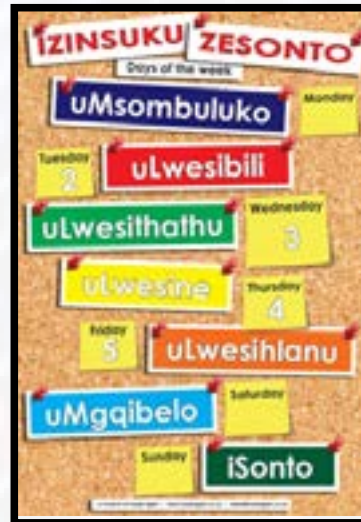 IZINSUKU ZESONTO
Days of the week
uMsombuluko
Monday
Tuesday
2
uLwesibili
uLwesithathu
Wednesday
3
uLwesine
Thursday
4
Friday
5
uLwesihlanu
uMgqibelo
Saturday
Sunday
iSonto